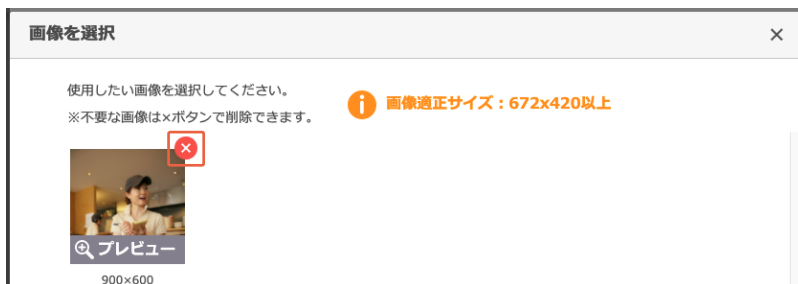 画像を選択
使用したい画像を選択してください。
※不要な画像は×ボタンで削除できます。
画像適正サイズ：672x420以上
プレビュー
900×600